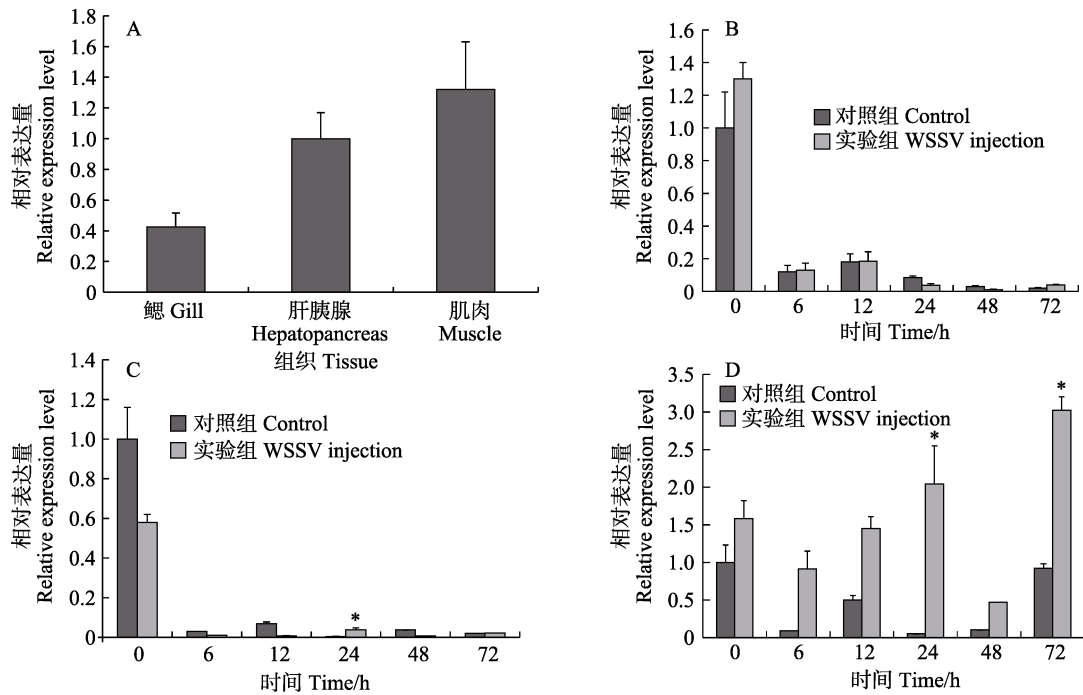 A
相对表达量
Relative expression level
1.8
1.6
1.4
1.2
1.0
0.8
0.6
0.4
0.2
0
鳃 Gill
肝胰腺
Hepatopancreas
肌肉
Muscle
组织 Tissue
B
相对表达量
Relative expression level
1.6
1.4
1.2
1.0
0.8
0.6
0.4
0.2
0
对照组 Control
实验组 WSSV injection
0 6 12 24 48 72
时间 Time/h
C
相对表达量
Relative expression level
1.4
1.2
1.0
0.8
0.6
0.4
0.2
0
对照组 Control
实验组 WSSV injection
*
0 6 12 24 48 72
时间 Time/h
D
相对表达量
Relative expression level
3.5
3.0
2.5
2.0
1.5
1.0
0.5
0
对照组 Control
实验组 WSSV injection
*
*
0 6 12 24 48 72
时间 Time/h